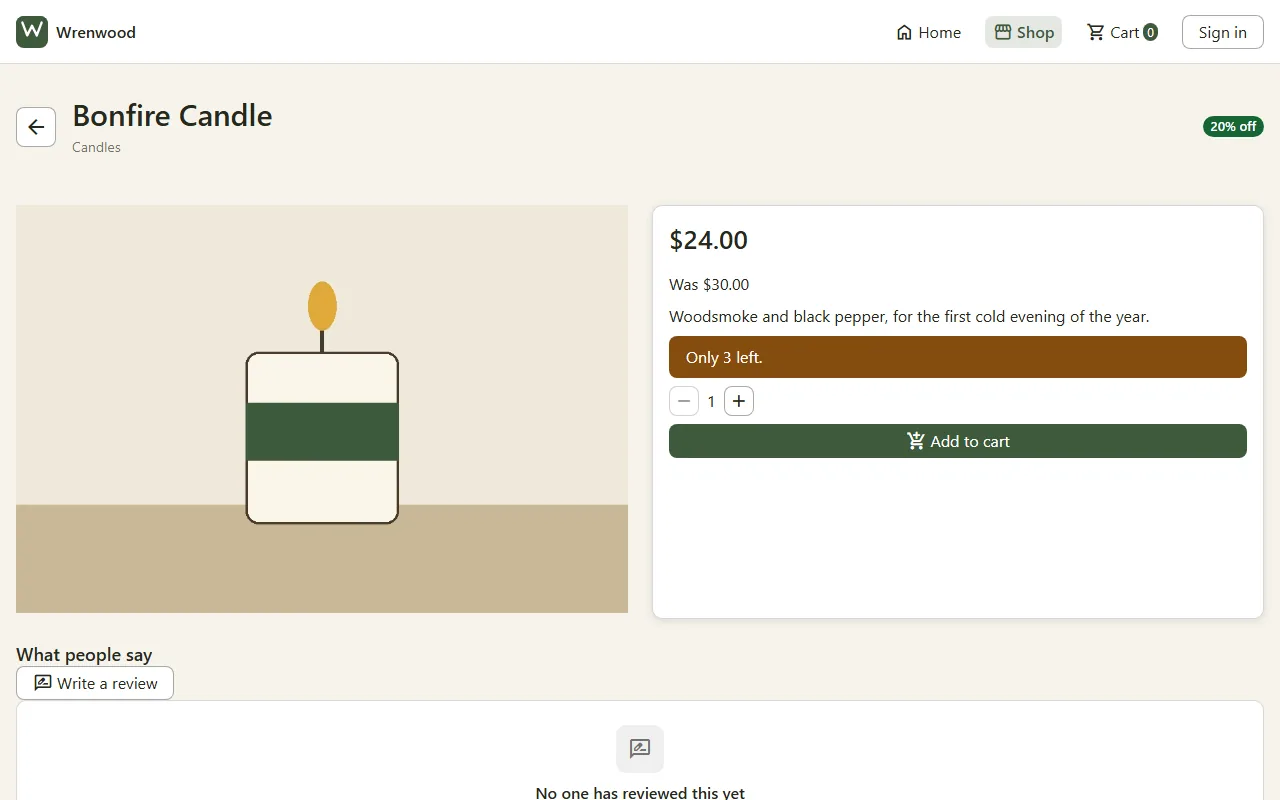 W Wrenwood
Home
Shop
Cart 0
Sign in
Bonfire Candle
Candles
20% off
$24.00
Was $30.00
Woodsmoke and black pepper, for the first cold evening of the year.
Only 3 left.
1
Add to cart
What people say
Write a review
No one has reviewed this yet